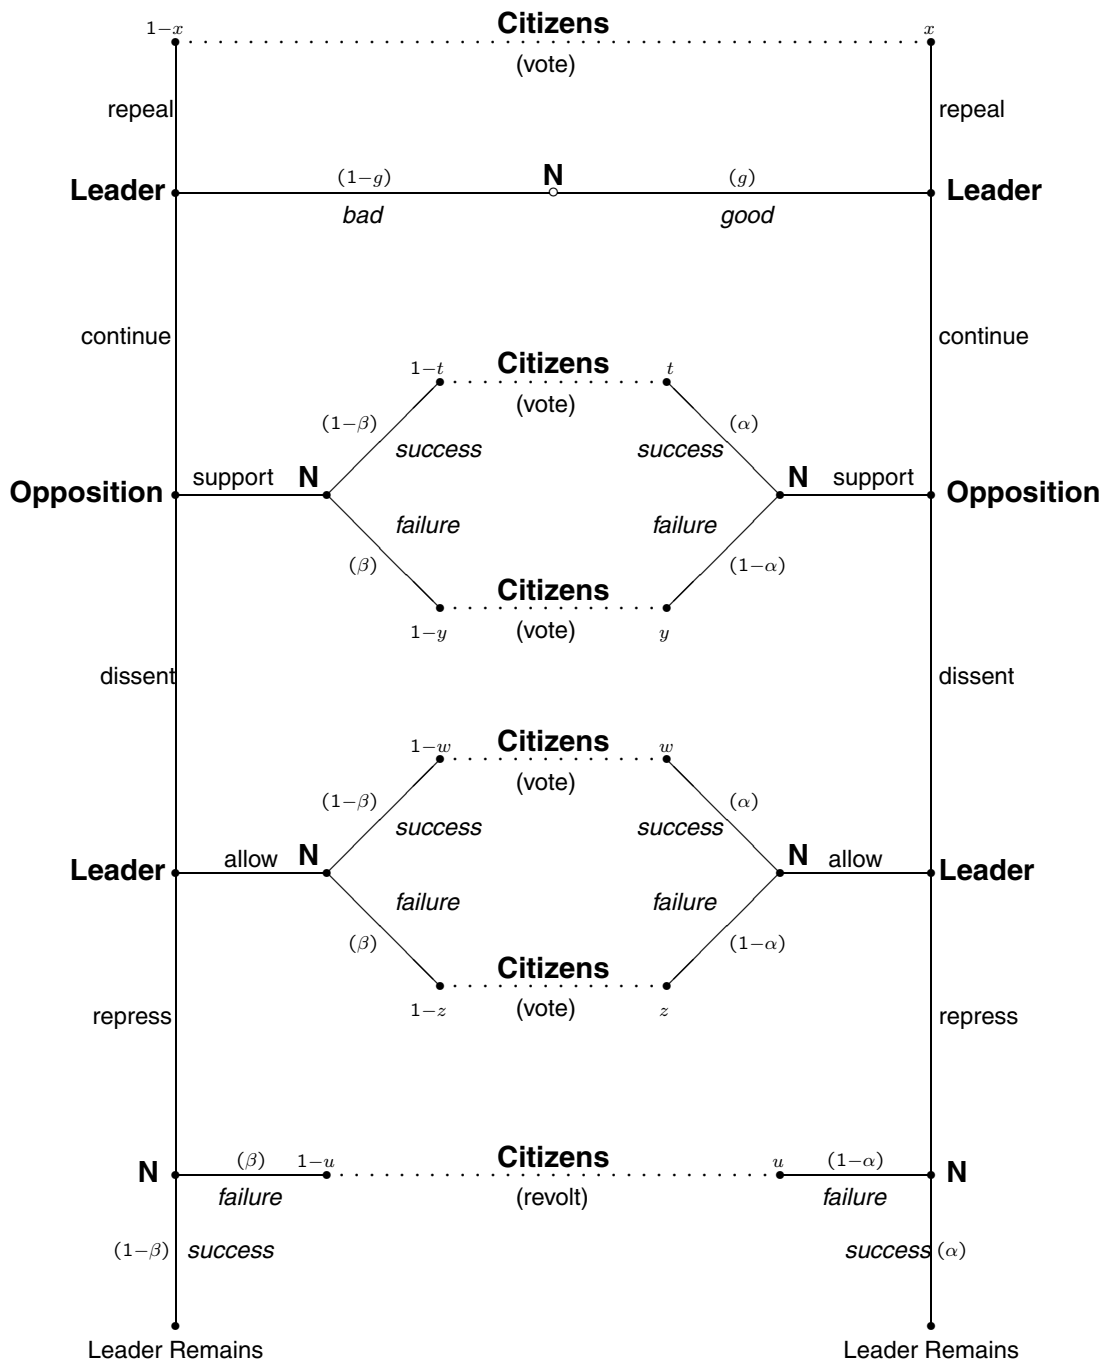 1−x Citizens x
(vote)
repeal repeal
Leader (1−g) N (g) Leader
bad good
continue continue
1−t Citizens t
(vote)
(1−β) (α)
success success
Opposition support N N support Opposition
failure failure
(β) (1−α)
Citizens
1−y (vote) y
dissent dissent
1−w Citizens w
(vote)
(1−β) (α)
success success
Leader allow N N allow Leader
failure failure
(β) (1−α)
Citizens
1−z (vote) z
repress repress
N (β) 1−u Citizens u (1−α) N
failure (revolt) failure
(1−β) success success (α)
Leader Remains Leader Remains